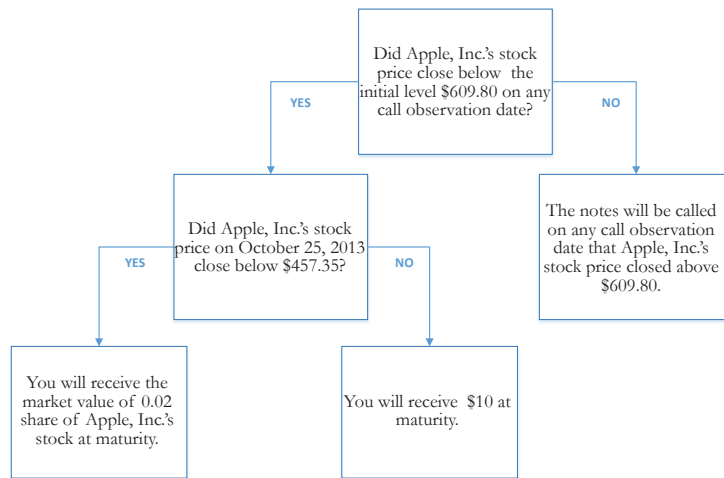 Did Apple, Inc.'s stock
price close below the
initial level $609.80 on any
call observation date?
YES
NO
Did Apple, Inc.'s stock
price on October 25, 2013
close below $457.35?
The notes will be called
on any call observation
date that Apple, Inc.'s
stock price closed above
$609.80.
YES
NO
You will receive the
market value of 0.02
share of Apple, Inc.'s
stock at maturity.
You will receive $10 at
maturity.